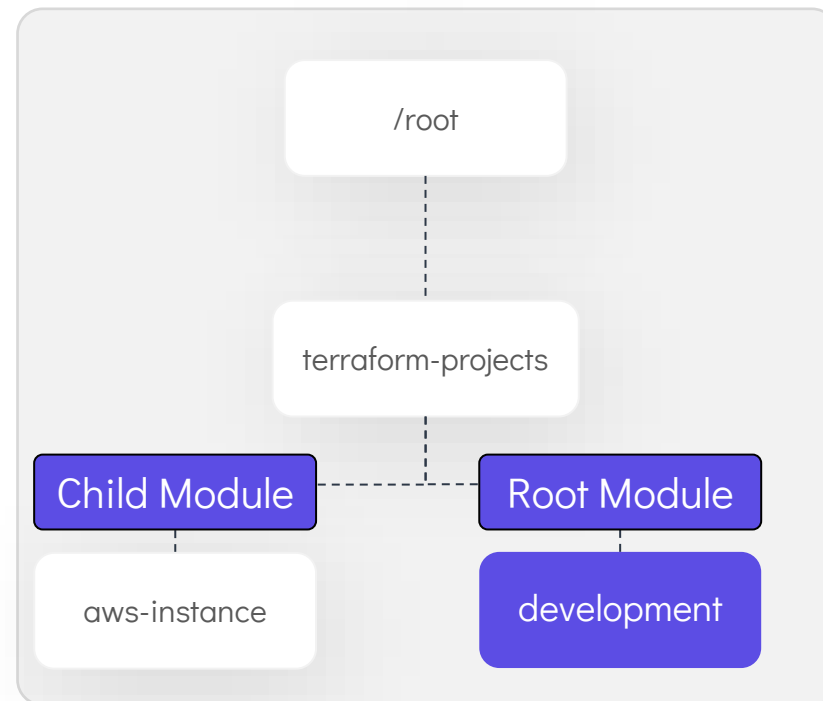 /root
terraform-projects
Child Module
Root Module
aws-instance
development